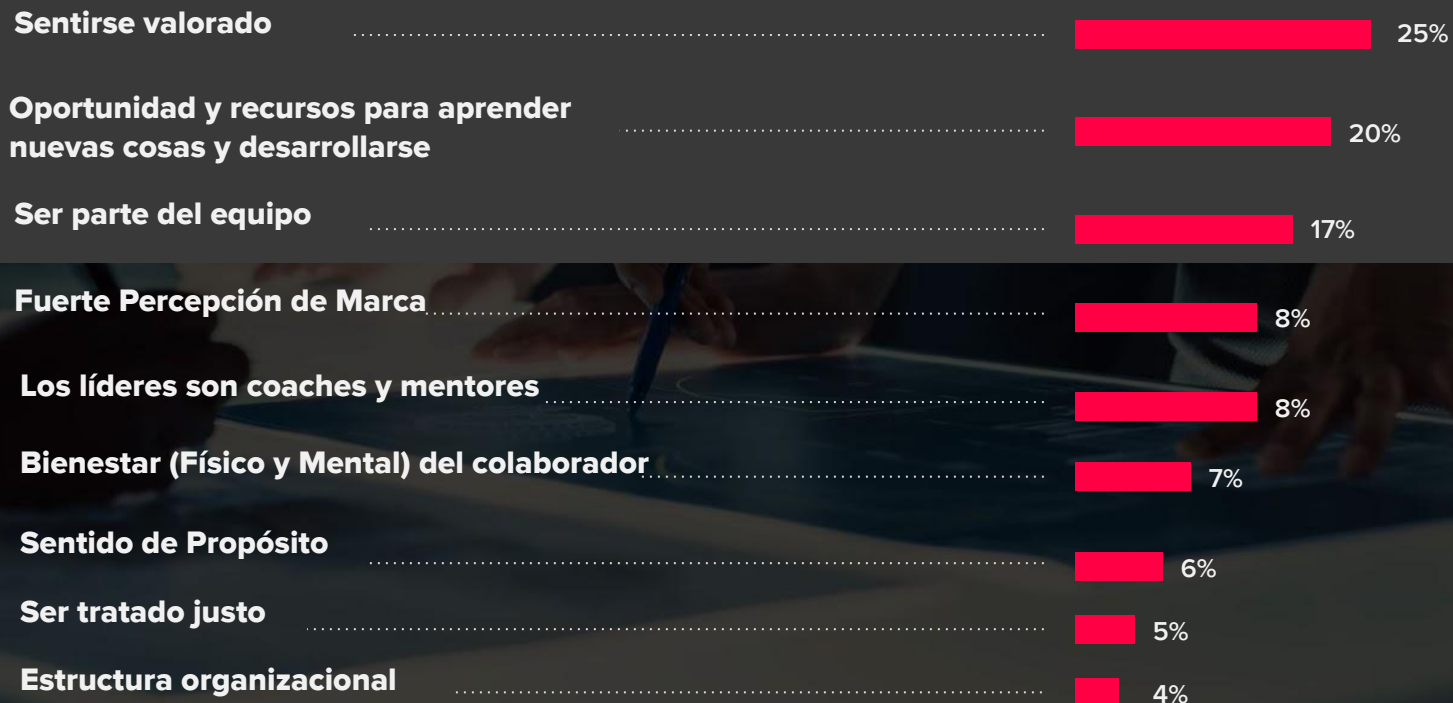 Sentirse valorado 25%
Oportunidad y recursos para aprender
nuevas cosas y desarrollarse 20%
Ser parte del equipo 17%
Fuerte Percepción de Marca 8%
Los líderes son coaches y mentores 8%
Bienestar (Físico y Mental) del colaborador 7%
Sentido de Propósito 6%
Ser tratado justo 5%
Estructura organizacional 4%